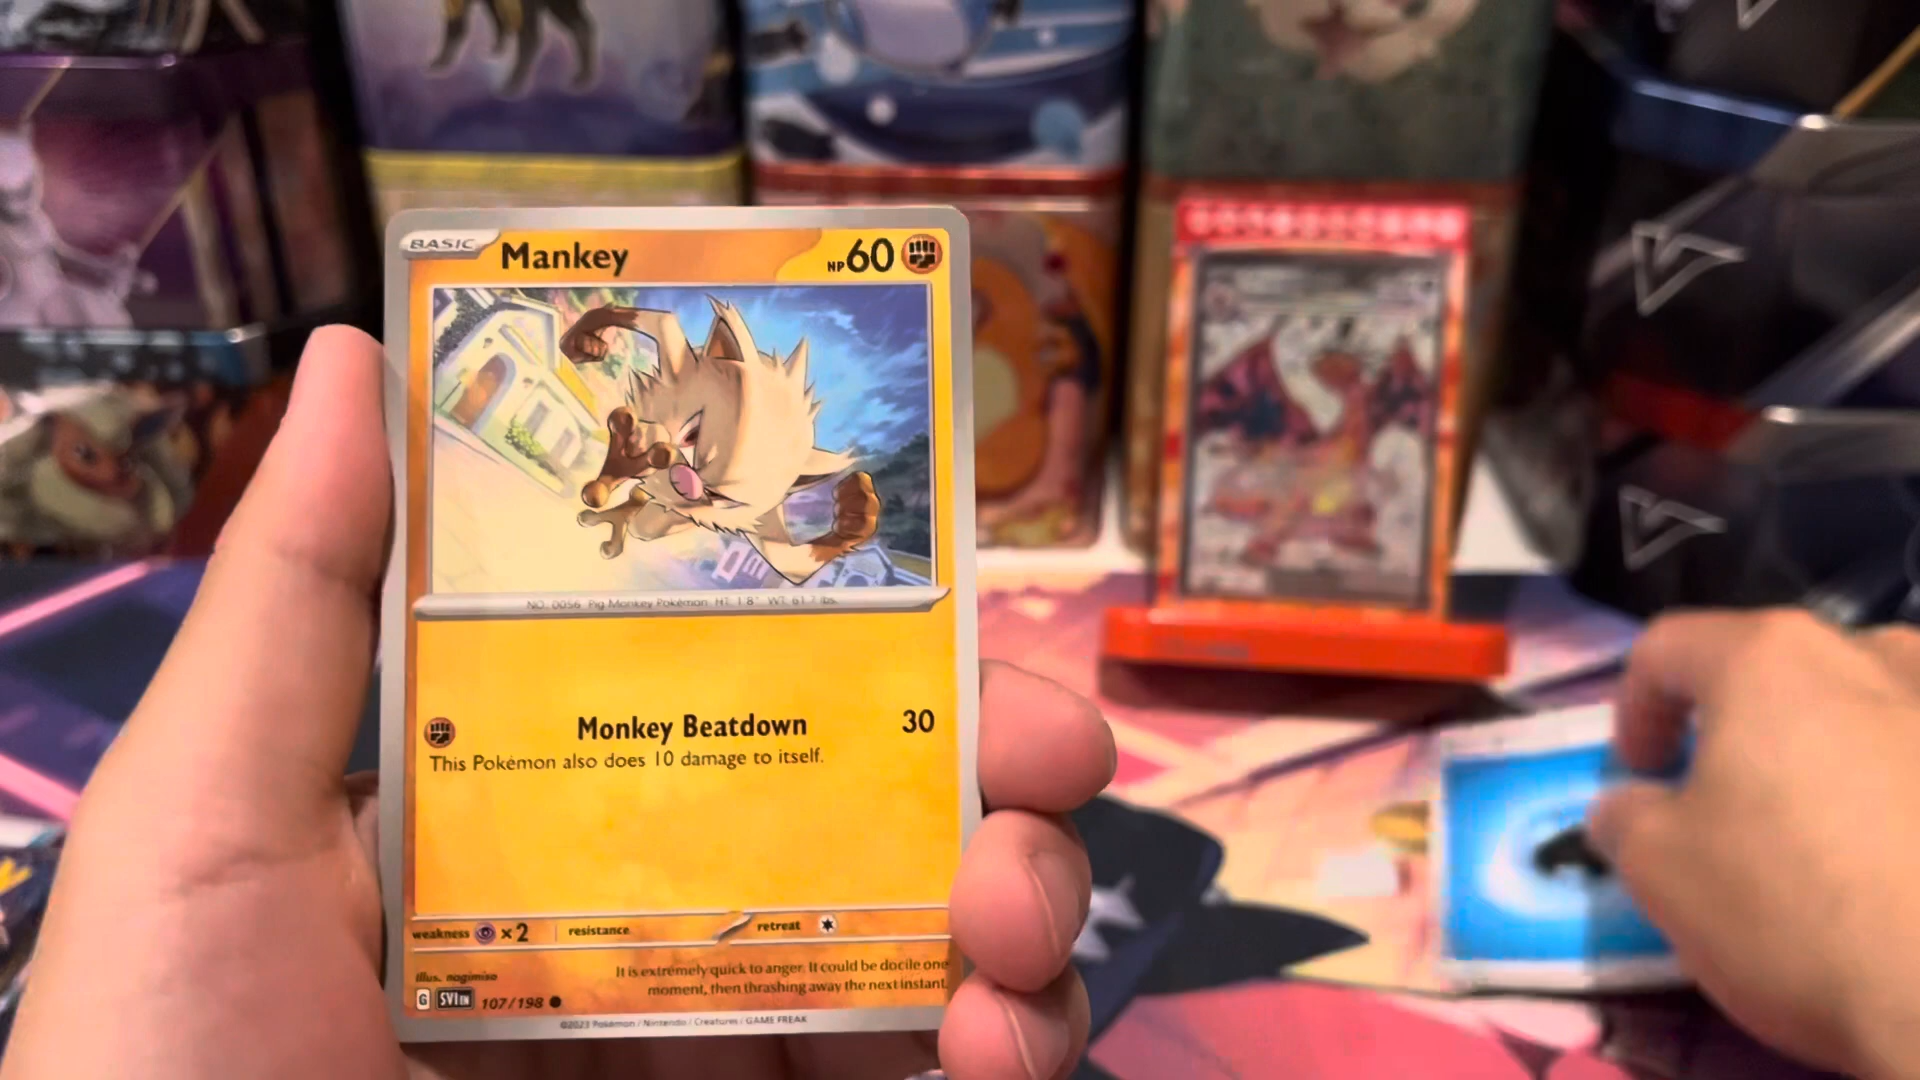 BASIC Mankey HP60
NO. 0056 Pig Monkey Pokémon HT: 1'8" WT: 61.7 lbs.
Monkey Beatdown 30
This Pokémon also does 10 damage to itself.
weakness ×2 resistance retreat
Illus. nagimiso
It is extremely quick to anger. It could be docile one
moment, then thrashing away the next instant.
G SVI EN 107/198
©2023 Pokémon / Nintendo / Creatures / GAME FREAK